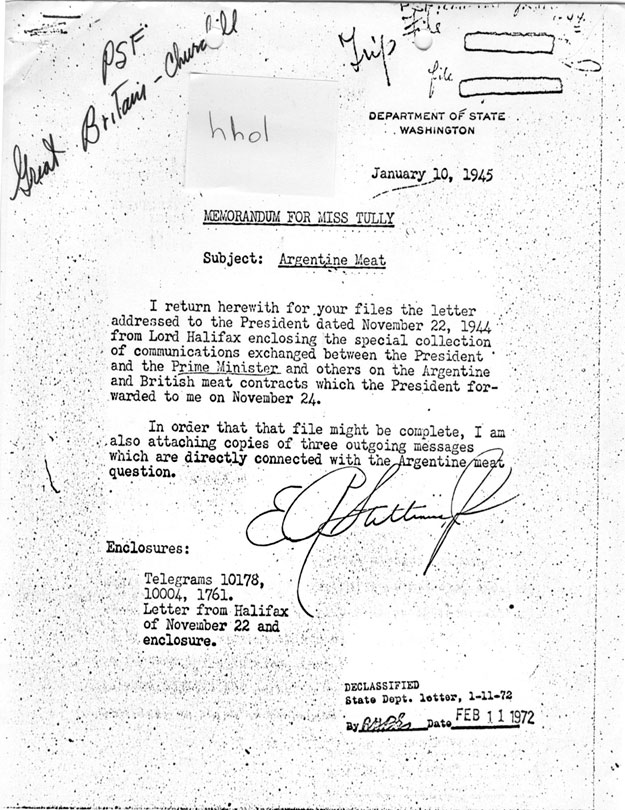 PSF
Great Britain - Churchill
Trip
File
file
hhol
DEPARTMENT OF STATE
WASHINGTON
January 10, 1945
MEMORANDUM FOR MISS TULLY
Subject: Argentine Meat
I return herewith for your files the letter
addressed to the President dated November 22, 1944
from Lord Halifax enclosing the special collection
of communications exchanged between the President
and the Prime Minister and others on the Argentine
and British meat contracts which the President for-
warded to me on November 24.
In order that that file might be complete, I am
also attaching copies of three outgoing messages
which are directly connected with the Argentine meat
question.
Enclosures:
Telegrams 10178,
10004, 1761.
Letter from Halifax
of November 22 and
enclosure.
DECLASSIFIED
State Dept. letter, 1-11-72
By Date FEB 11 1972